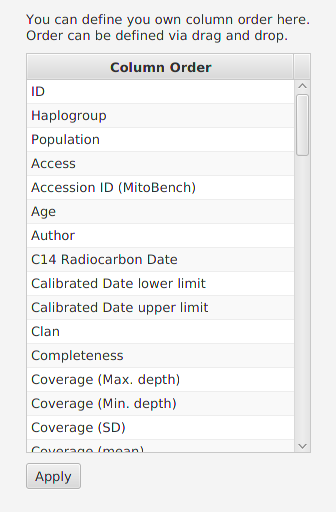 You can define you own column order here.
Order can be defined via drag and drop.
Column Order
ID
Haplogroup
Population
Access
Accession ID (MitoBench)
Age
Author
C14 Radiocarbon Date
Calibrated Date lower limit
Calibrated Date upper limit
Clan
Completeness
Coverage (Max. depth)
Coverage (Min. depth)
Coverage (SD)
Coverage (mean)
Apply